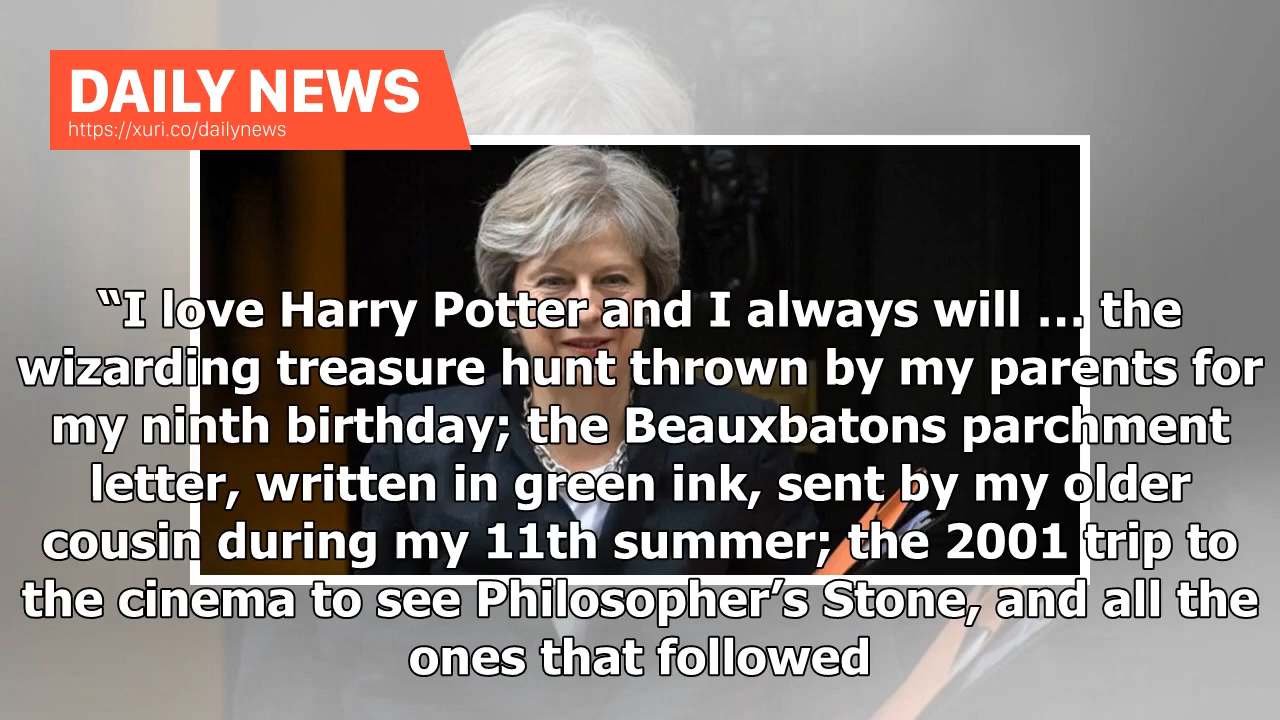 DAILY NEWS
https://xuri.co/dailynews
“I love Harry Potter and I always will ... the
wizarding treasure hunt thrown by my parents for
my ninth birthday; the Beauxbatons parchment
letter, written in green ink, sent by my older
cousin during my 11th summer; the 2001 trip to
the cinema to see Philosopher’s Stone, and all the
ones that followed